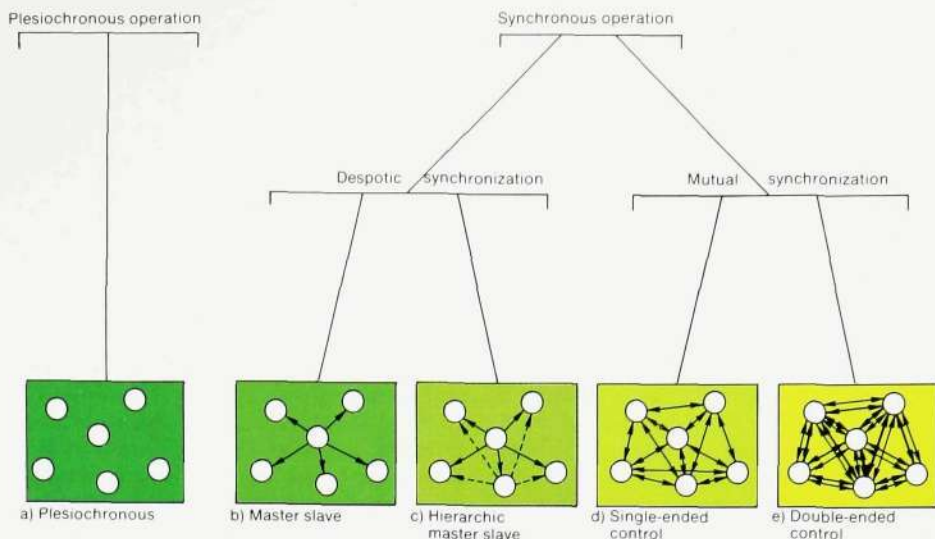 Plesiochronous operation
Synchronous operation
Despotic synchronization
Mutual synchronization
a) Plesiochronous
b) Master slave
c) Hierarchic
master slave
d) Single-ended
control
e) Double-ended
control